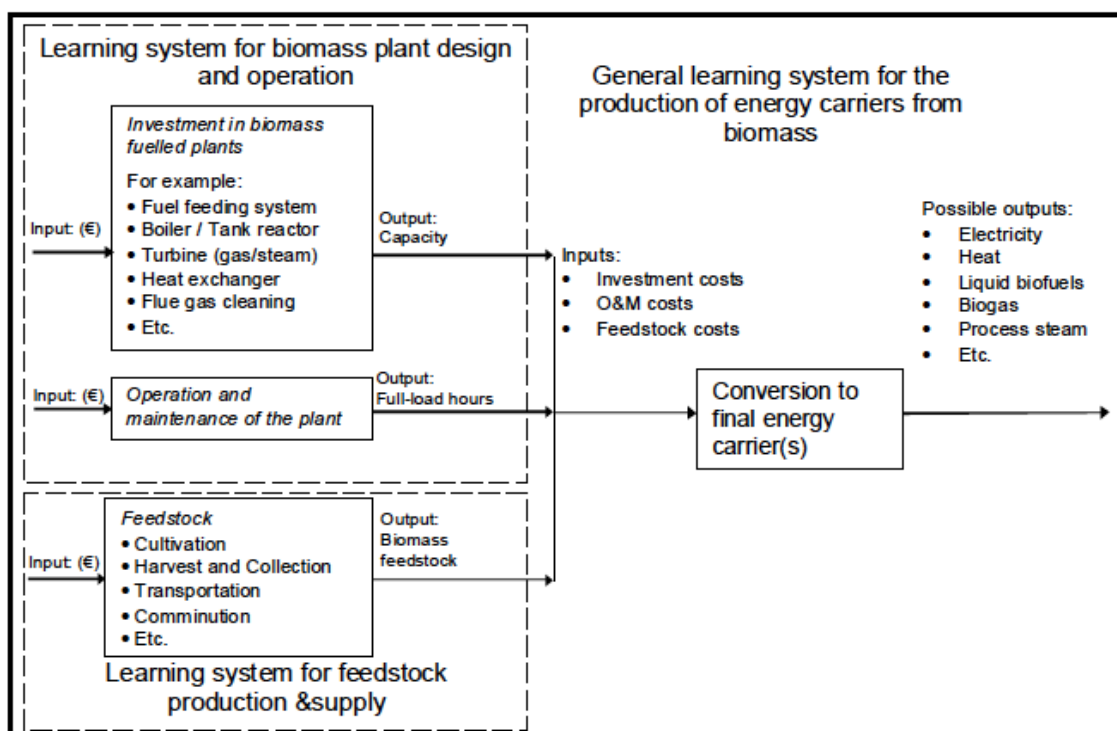 Learning system for biomass plant design
and operation
Investment in biomass
fuelled plants
For example:
• Fuel feeding system
• Boiler / Tank reactor
• Turbine (gas/steam)
• Heat exchanger
• Flue gas cleaning
• Etc.
Input: (€)
Output:
Capacity
Input: (€)
Operation and
maintenance of the plant
Output:
Full-load hours
Input: (€)
Feedstock
• Cultivation
• Harvest and Collection
• Transportation
• Comminution
• Etc.
Output:
Biomass
feedstock
Learning system for feedstock
production &supply
General learning system for the
production of energy carriers from
biomass
Inputs:
• Investment costs
• O&M costs
• Feedstock costs
Conversion to
final energy
carrier(s)
Possible outputs:
• Electricity
• Heat
• Liquid biofuels
• Biogas
• Process steam
• Etc.